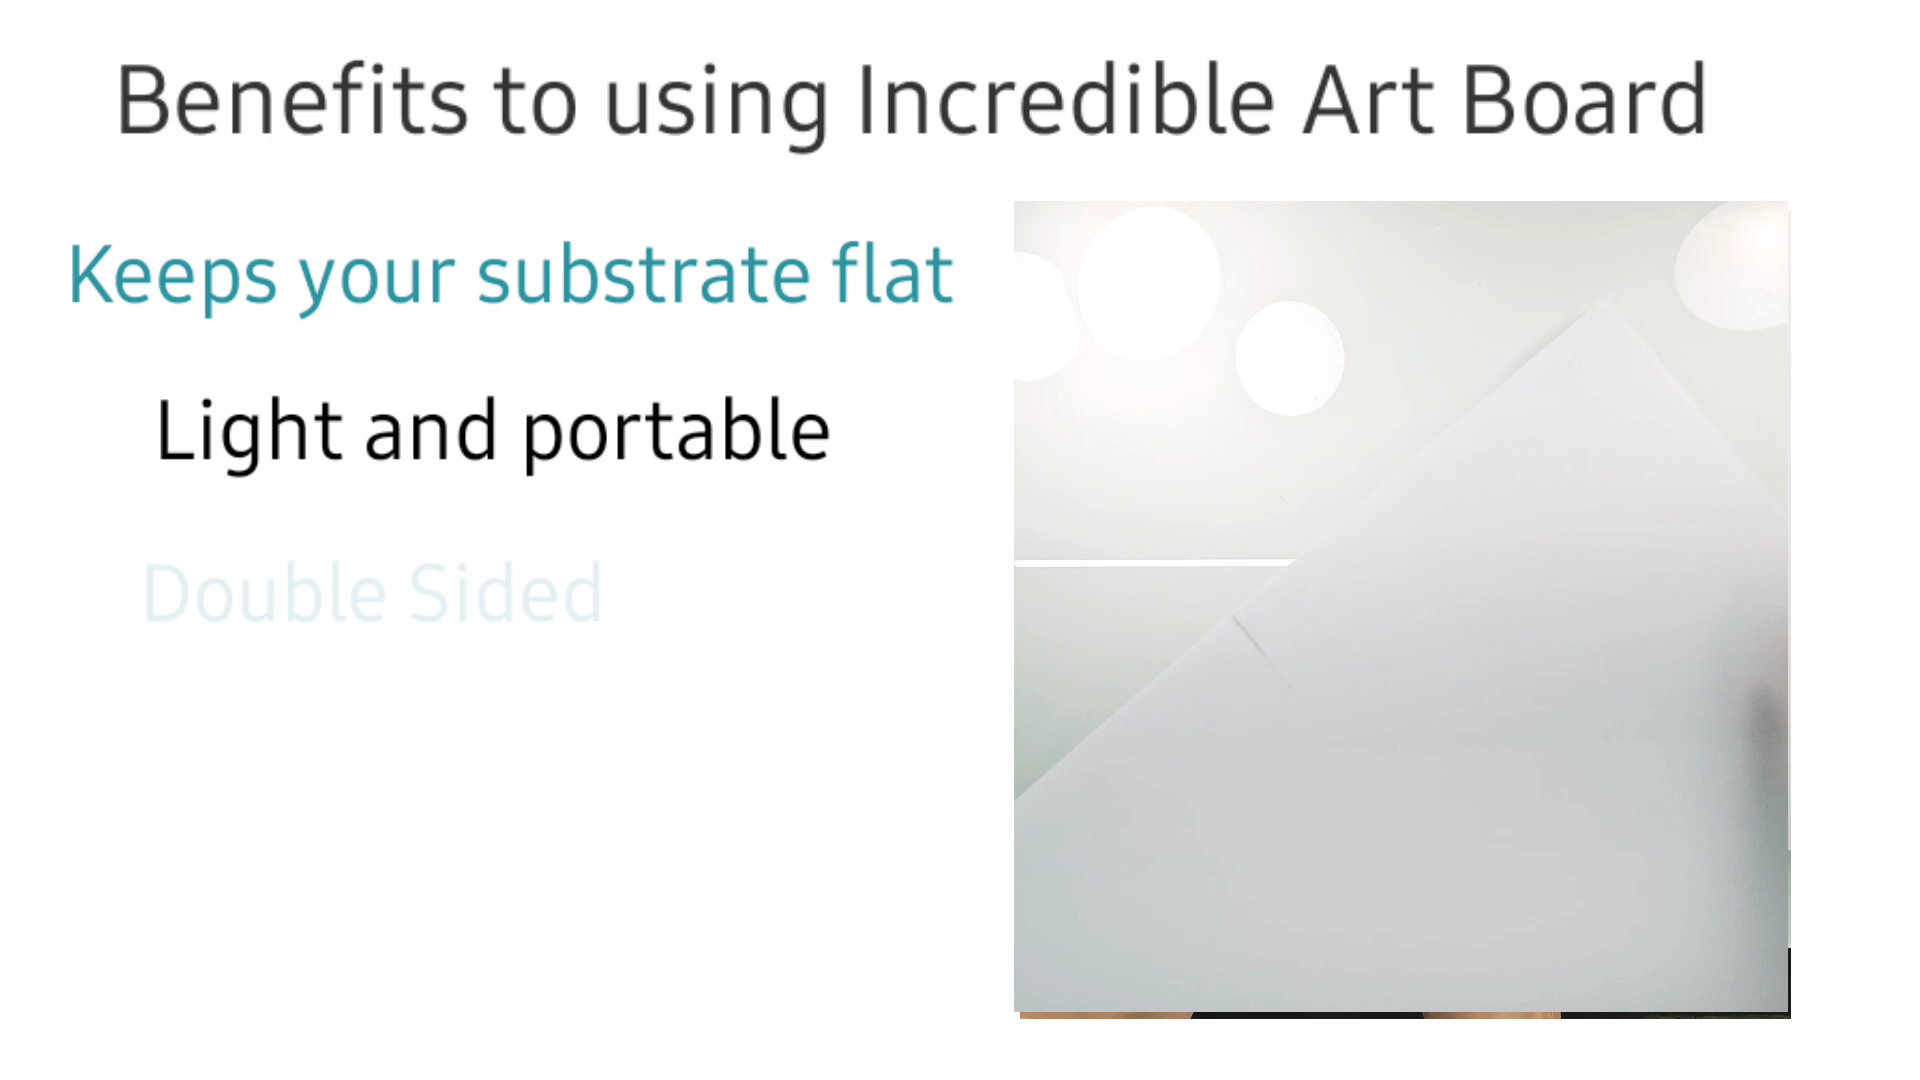 Benefits to using Incredible Art Board
Keeps your substrate flat
Light and portable
Double Sided